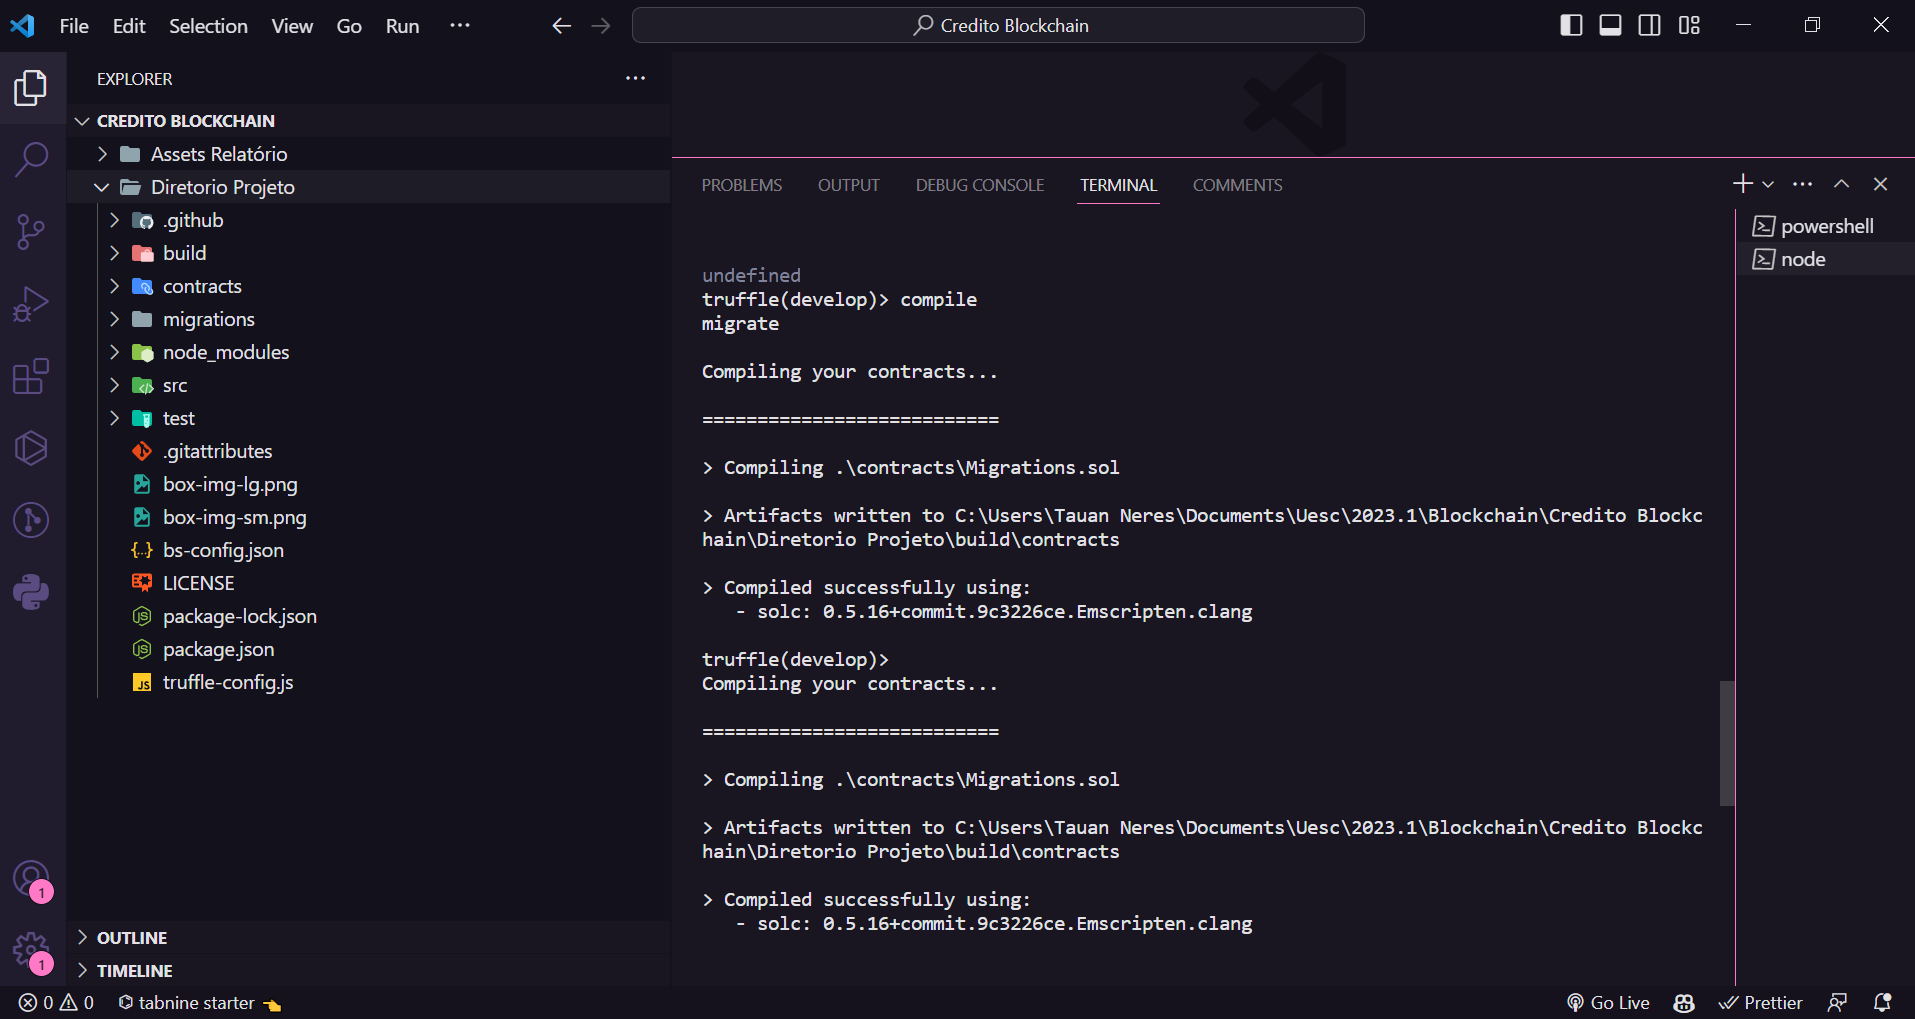 File Edit Selection View Go Run ···
Credito Blockchain
EXPLORER
CREDITO BLOCKCHAIN
Assets Relatório
Diretorio Projeto
.github
build
contracts
migrations
node_modules
src
test
.gitattributes
box-img-lg.png
box-img-sm.png
bs-config.json
LICENSE
package-lock.json
package.json
truffle-config.js
OUTLINE
TIMELINE
PROBLEMS OUTPUT DEBUG CONSOLE TERMINAL COMMENTS
powershell
node
undefined
truffle(develop)> compile
migrate
Compiling your contracts...
===========================
> Compiling .\contracts\Migrations.sol
> Artifacts written to C:\Users\Tauan Neres\Documents\Uesc\2023.1\Blockchain\Credito Blockc
hain\Diretorio Projeto\build\contracts
> Compiled successfully using:
- solc: 0.5.16+commit.9c3226ce.Emscripten.clang
truffle(develop)>
Compiling your contracts...
===========================
> Compiling .\contracts\Migrations.sol
> Artifacts written to C:\Users\Tauan Neres\Documents\Uesc\2023.1\Blockchain\Credito Blockc
hain\Diretorio Projeto\build\contracts
> Compiled successfully using:
- solc: 0.5.16+commit.9c3226ce.Emscripten.clang
1
1
0 0 tabnine starter
Go Live Prettier